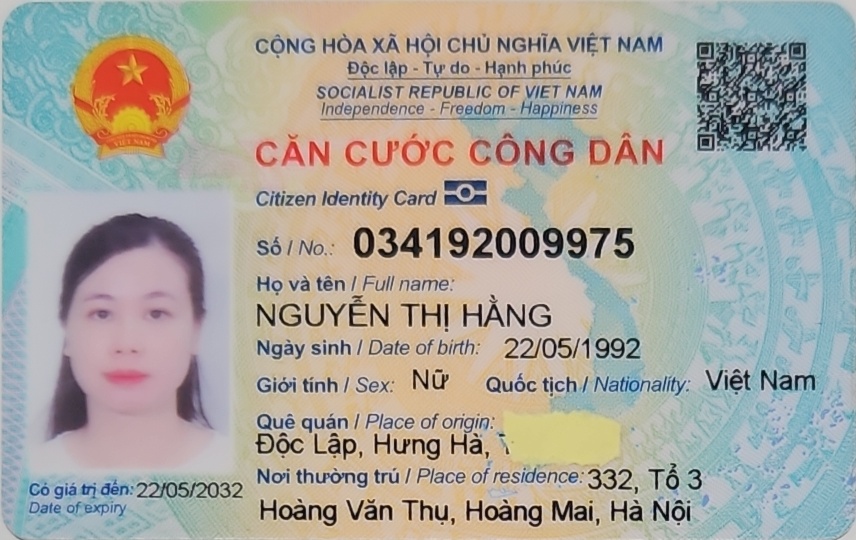 CỘNG HÒA XÃ HỘI CHỦ NGHĨA VIỆT NAM
Độc lập - Tự do - Hạnh phúc
SOCIALIST REPUBLIC OF VIET NAM
Independence - Freedom - Happiness
VIỆT NAM
CĂN CƯỚC CÔNG DÂN
Citizen Identity Card
Số / No.: 034192009975
Họ và tên / Full name:
NGUYỄN THỊ HẰNG
Ngày sinh / Date of birth: 22/05/1992
Giới tính / Sex: Nữ Quốc tịch / Nationality: Việt Nam
Quê quán / Place of origin:
Độc Lập, Hưng Hà,
Nơi thường trú / Place of residence: 332, Tổ 3
Hoàng Văn Thụ, Hoàng Mai, Hà Nội
Có giá trị đến: 22/05/2032
Date of expiry